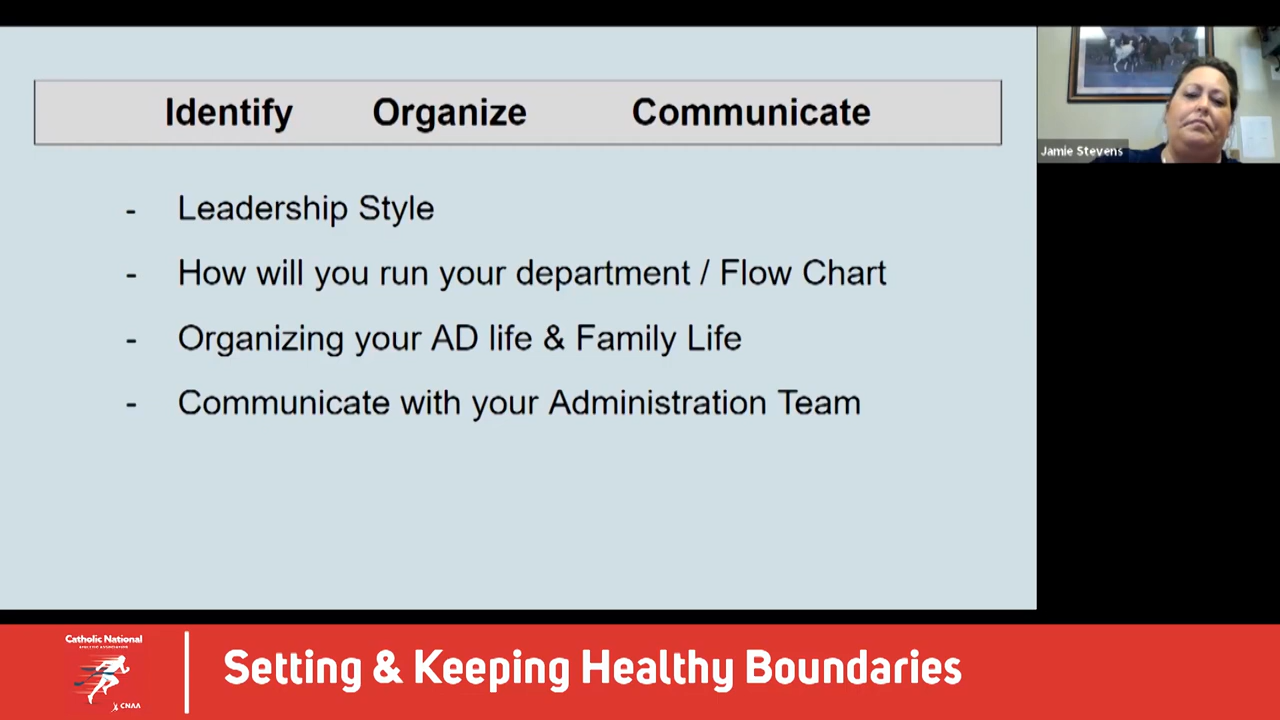 Identify Organize Communicate
- Leadership Style
- How will you run your department / Flow Chart
- Organizing your AD life & Family Life
- Communicate with your Administration Team
Jamie Stevens
Catholic National
CNAA
Setting & Keeping Healthy Boundaries